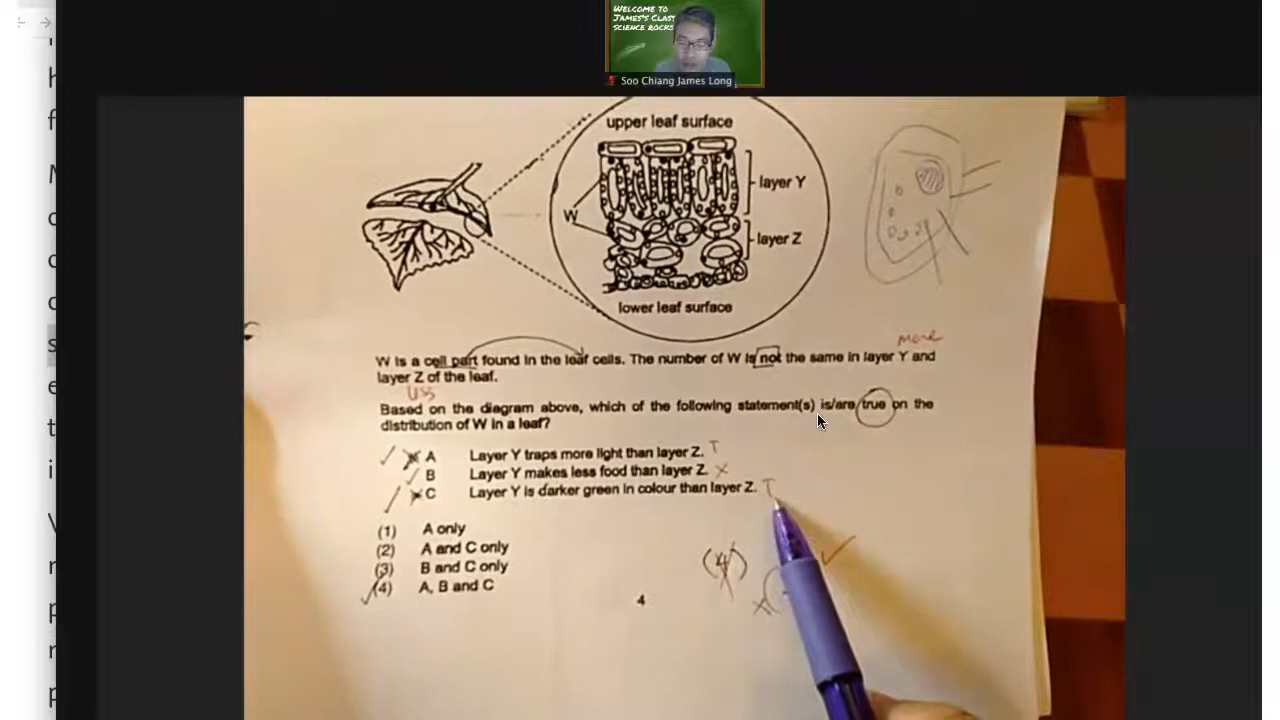 WELCOME TO
JAMES'S CLAS
SCIENCE ROCKS
Soo Chiang James Long
upper leaf surface
layer Y
W
layer Z
lower leaf surface
more
W is a cell part found in the leaf cells. The number of W is not the same in layer Y and
layer Z of the leaf.
less
Based on the diagram above, which of the following statement(s) is/are true on the
distribution of W in a leaf?
A Layer Y traps more light than layer Z. T
B Layer Y makes less food than layer Z. X
C Layer Y is darker green in colour than layer Z. T
(1) A only
(2) A and C only
(3) B and C only
(4) A, B and C
(4)
4